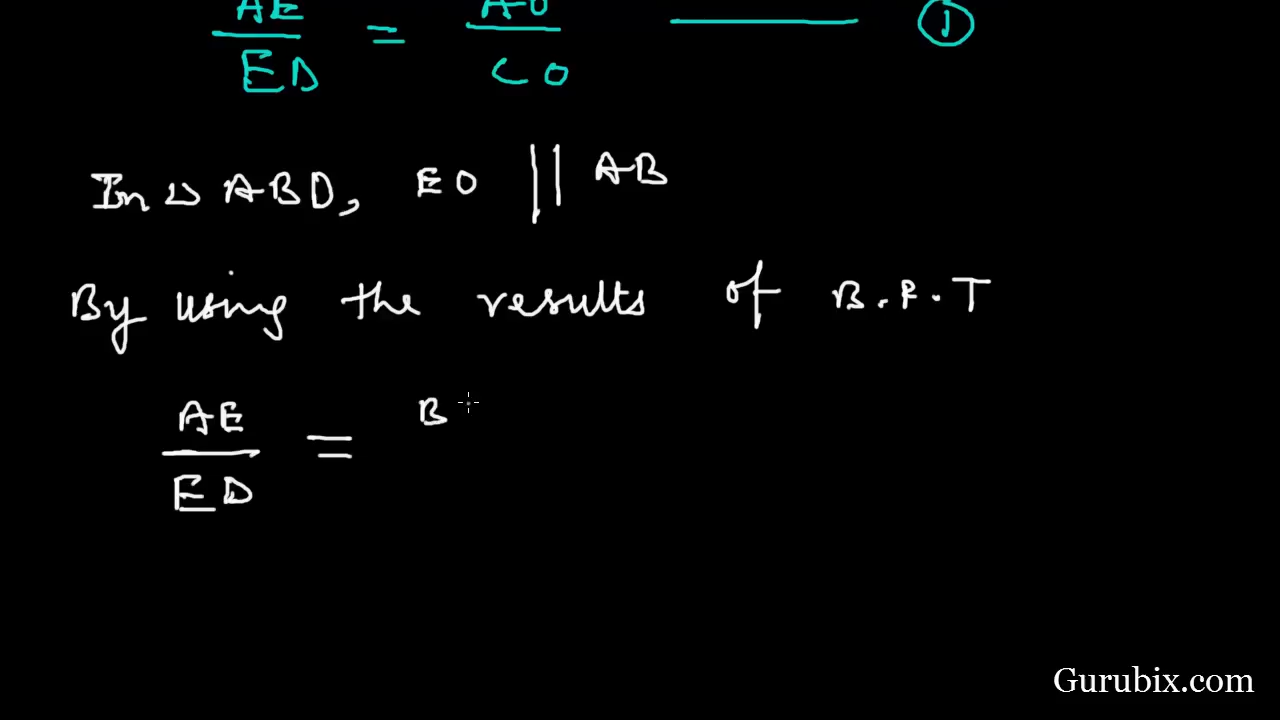 AE/ED = AO/CO ——— ①
In △ ABD, EO || AB
By using the results of B.P.T
AE/ED = B
Gurubix.com